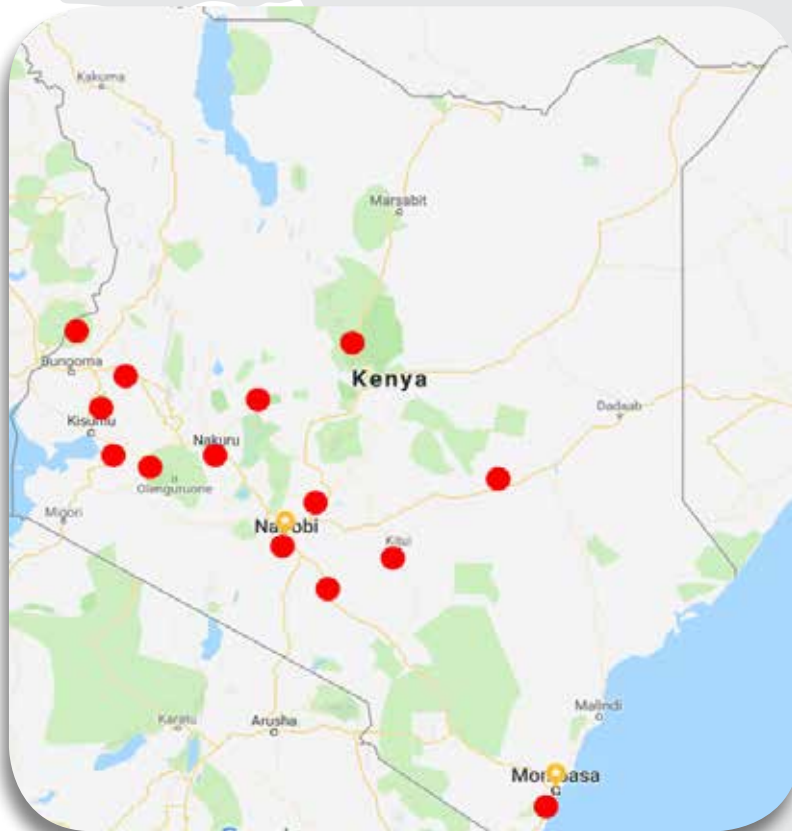 Kakuma
Marsabit
Bungoma
Kenya
Kisumu
Dadaab
Nakuru
Olenguruone
Migori
Nairobi
Kitui
Malindi
Karatu
Arusha
Mombasa